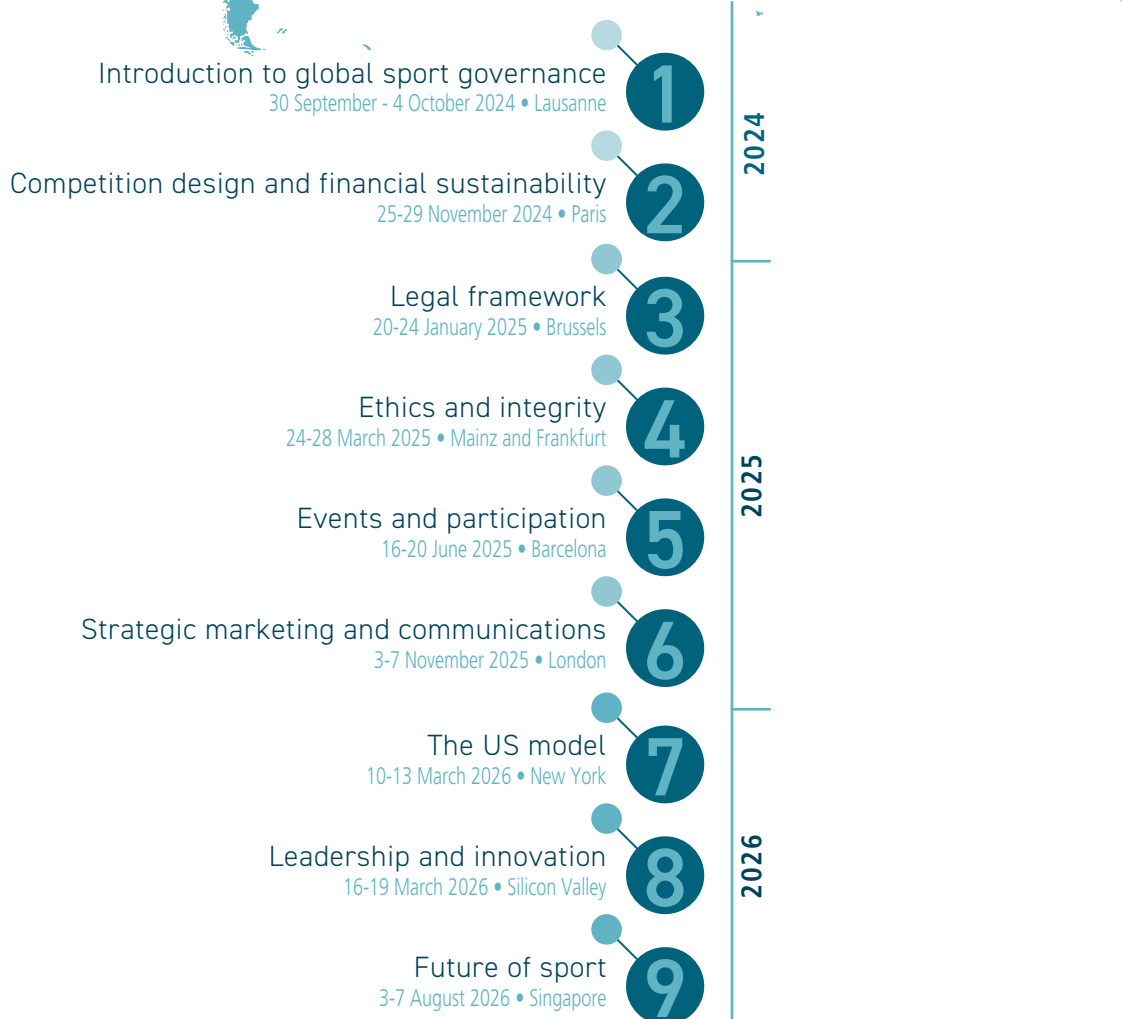 Introduction to global sport governance
30 September - 4 October 2024 • Lausanne
1
Competition design and financial sustainability
25-29 November 2024 • Paris
2
2024
Legal framework
20-24 January 2025 • Brussels
3
Ethics and integrity
24-28 March 2025 • Mainz and Frankfurt
4
Events and participation
16-20 June 2025 • Barcelona
5
Strategic marketing and communications
3-7 November 2025 • London
6
2025
The US model
10-13 March 2026 • New York
7
Leadership and innovation
16-19 March 2026 • Silicon Valley
8
Future of sport
3-7 August 2026 • Singapore
9
2026